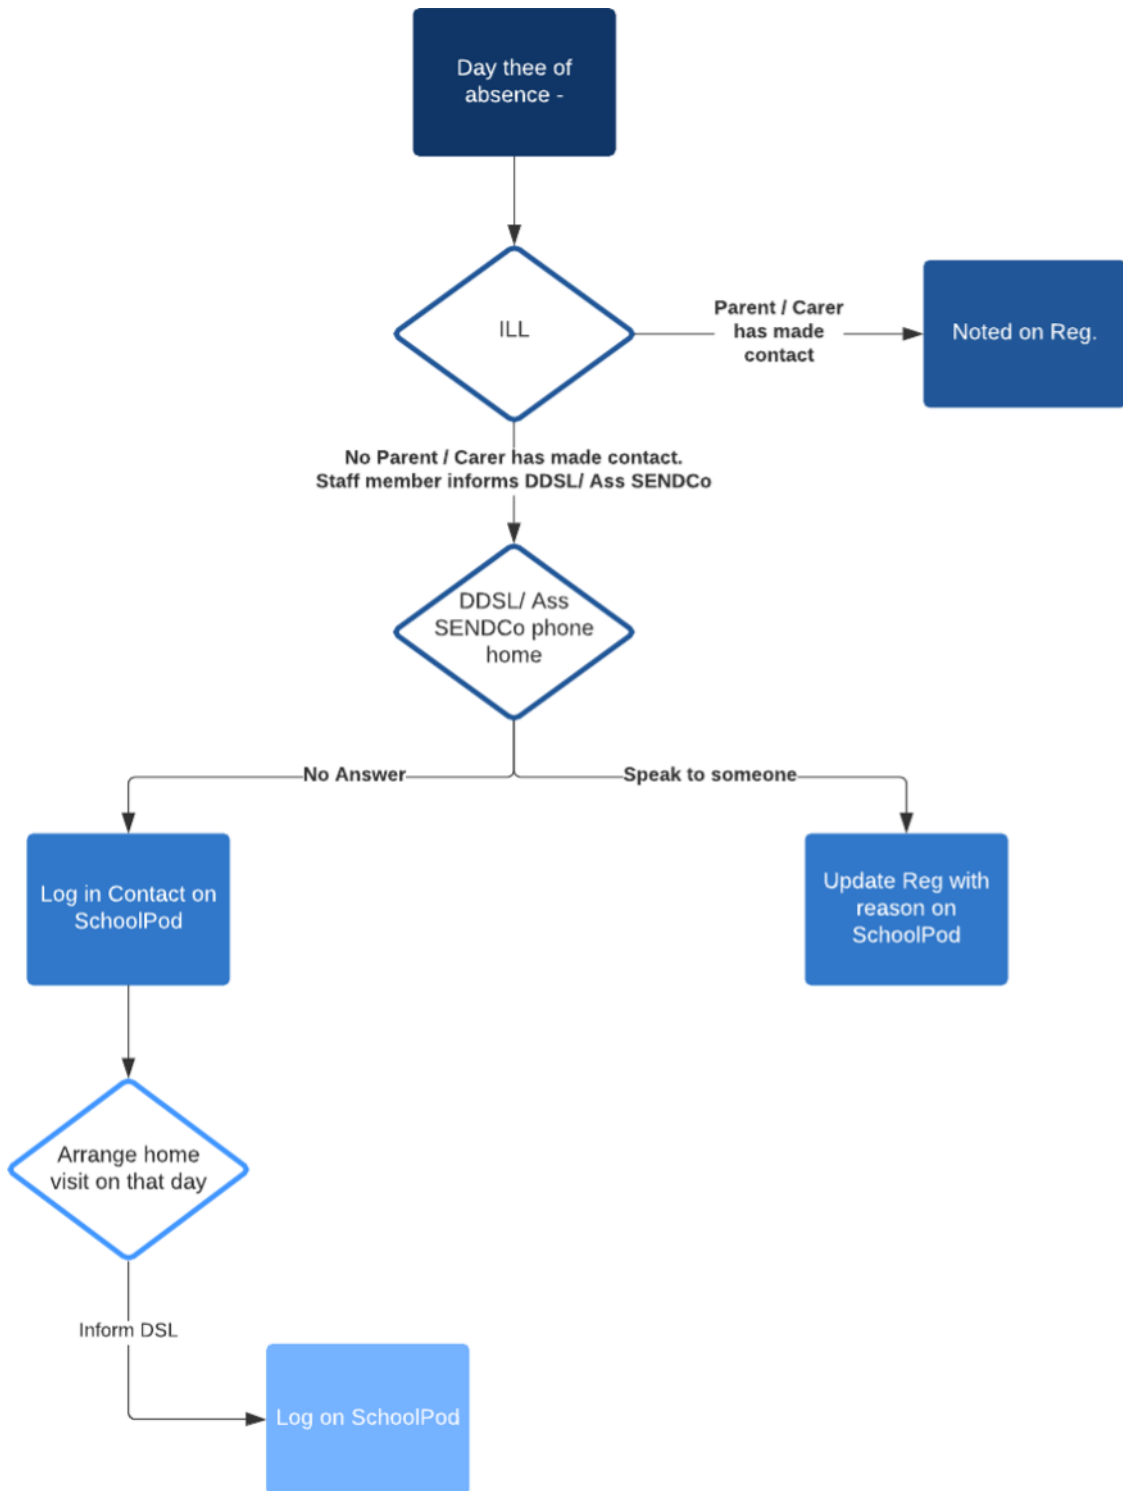 Day thee of
absence -
ILL
Parent / Carer
has made
contact
Noted on Reg.
No Parent / Carer has made contact.
Staff member informs DDSL/ Ass SENDCo
DDSL/ Ass
SENDCo phone
home
No Answer
Speak to someone
Log in Contact on
SchoolPod
Update Reg with
reason on
SchoolPod
Arrange home
visit on that day
Inform DSL
Log on SchoolPod